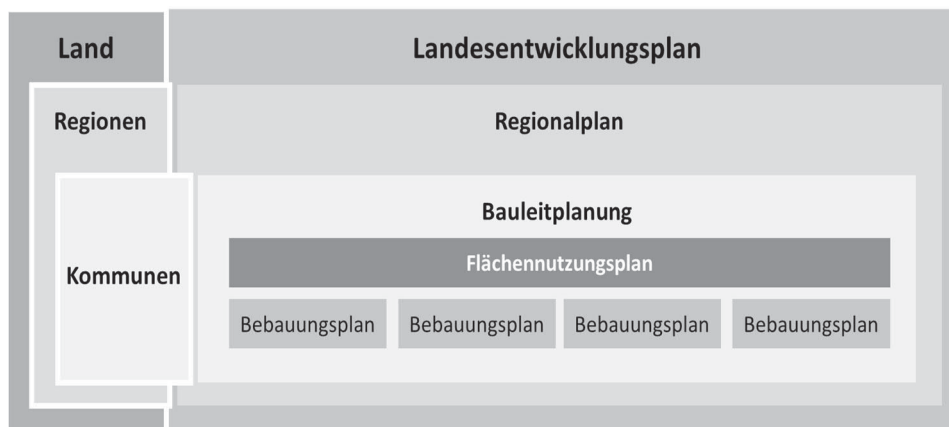 Land
Landesentwicklungsplan
Regionen
Regionalplan
Bauleitplanung
Flächennutzungsplan
Kommunen
Bebauungsplan
Bebauungsplan
Bebauungsplan
Bebauungsplan